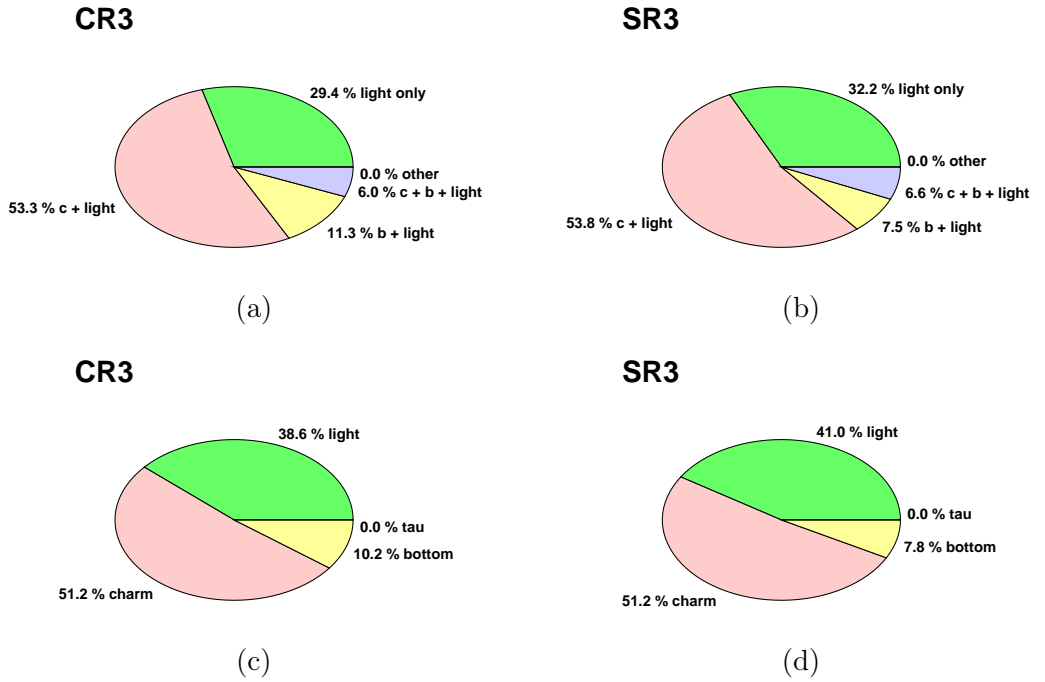 CR3
29.4 % light only
0.0 % other
6.0 % c + b + light
53.3 % c + light
11.3 % b + light
(a)
SR3
32.2 % light only
0.0 % other
6.6 % c + b + light
53.8 % c + light
7.5 % b + light
(b)
CR3
38.6 % light
0.0 % tau
10.2 % bottom
51.2 % charm
(c)
SR3
41.0 % light
0.0 % tau
7.8 % bottom
51.2 % charm
(d)